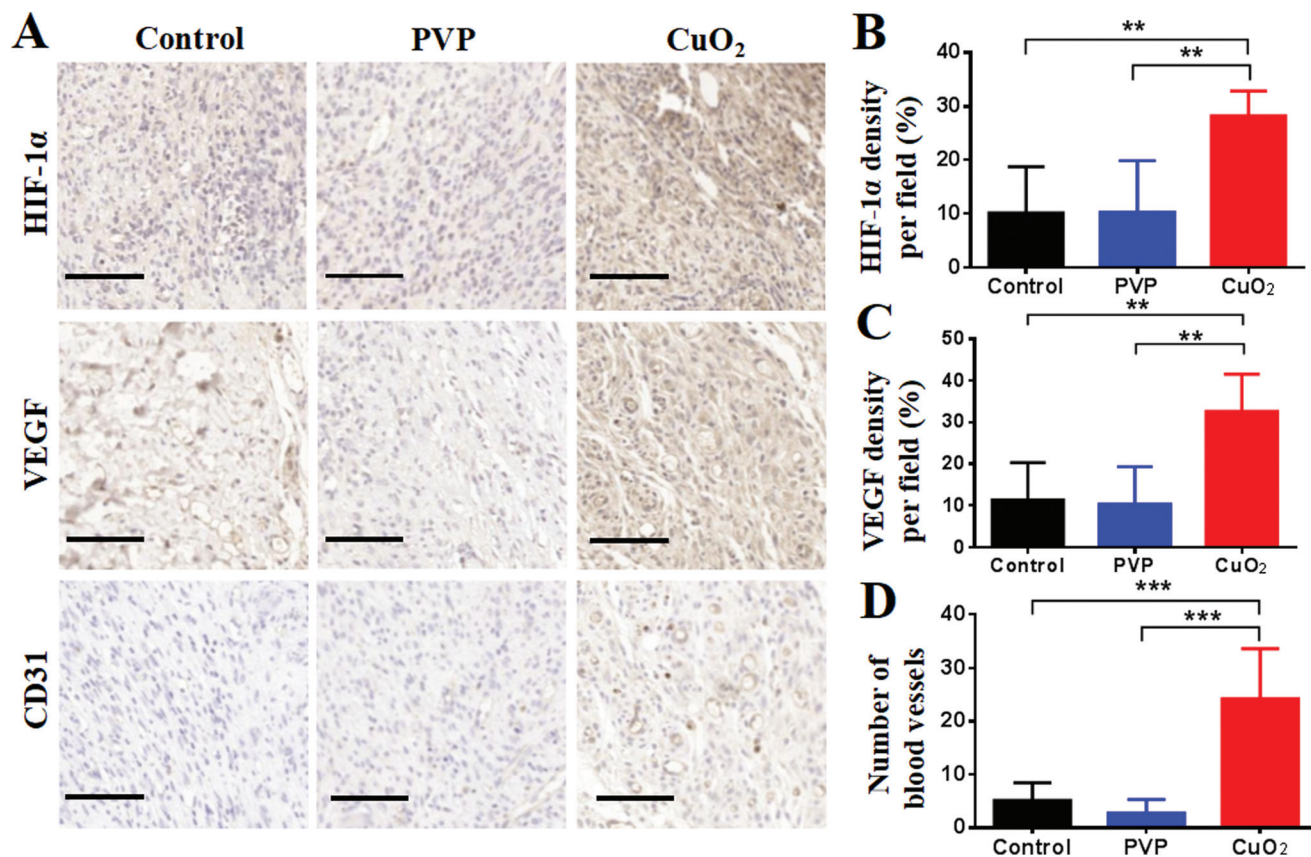 A
Control PVP CuO₂
HIF-1α
VEGF
CD31
B
**
**
HIF-1α density
per field (%)
40
30
20
10
0
Control PVP CuO₂
C
**
**
VEGF density
per field (%)
50
40
30
20
10
0
Control PVP CuO₂
D
***
***
Number of
blood vessels
40
30
20
10
0
Control PVP CuO₂